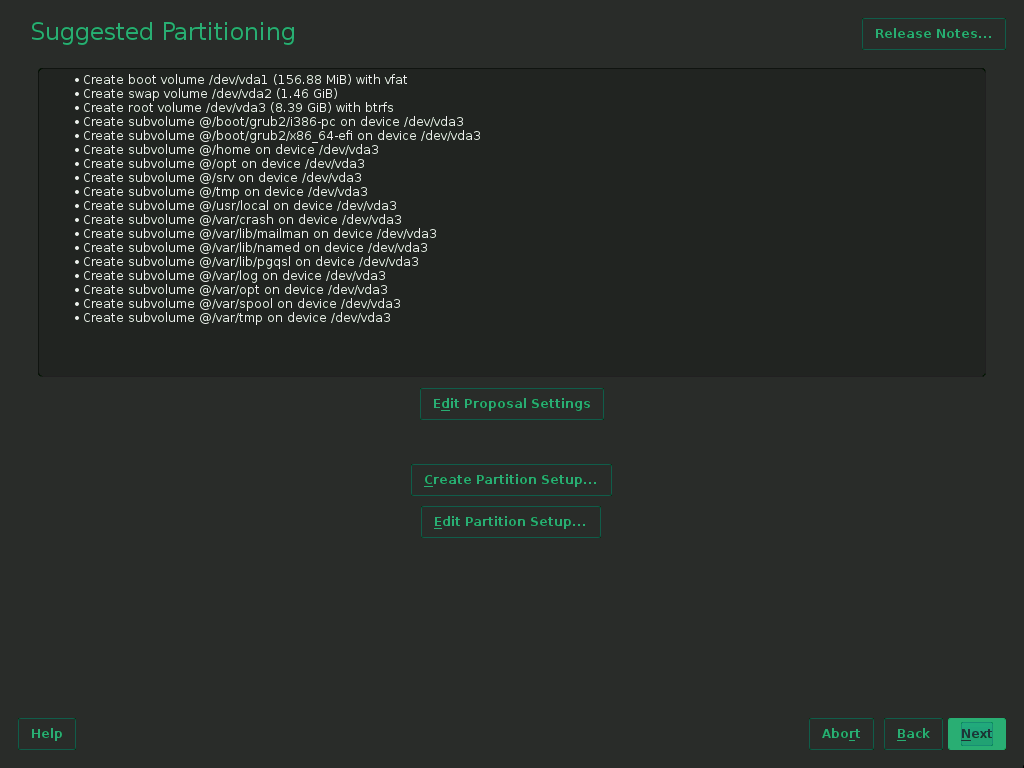 Suggested Partitioning
Release Notes...
• Create boot volume /dev/vda1 (156.88 MiB) with vfat
• Create swap volume /dev/vda2 (1.46 GiB)
• Create root volume /dev/vda3 (8.39 GiB) with btrfs
• Create subvolume @/boot/grub2/i386-pc on device /dev/vda3
• Create subvolume @/boot/grub2/x86_64-efi on device /dev/vda3
• Create subvolume @/home on device /dev/vda3
• Create subvolume @/opt on device /dev/vda3
• Create subvolume @/srv on device /dev/vda3
• Create subvolume @/tmp on device /dev/vda3
• Create subvolume @/usr/local on device /dev/vda3
• Create subvolume @/var/crash on device /dev/vda3
• Create subvolume @/var/lib/mailman on device /dev/vda3
• Create subvolume @/var/lib/named on device /dev/vda3
• Create subvolume @/var/lib/pgqsl on device /dev/vda3
• Create subvolume @/var/log on device /dev/vda3
• Create subvolume @/var/opt on device /dev/vda3
• Create subvolume @/var/spool on device /dev/vda3
• Create subvolume @/var/tmp on device /dev/vda3
Edit Proposal Settings
Create Partition Setup...
Edit Partition Setup...
Help
Abort
Back
Next